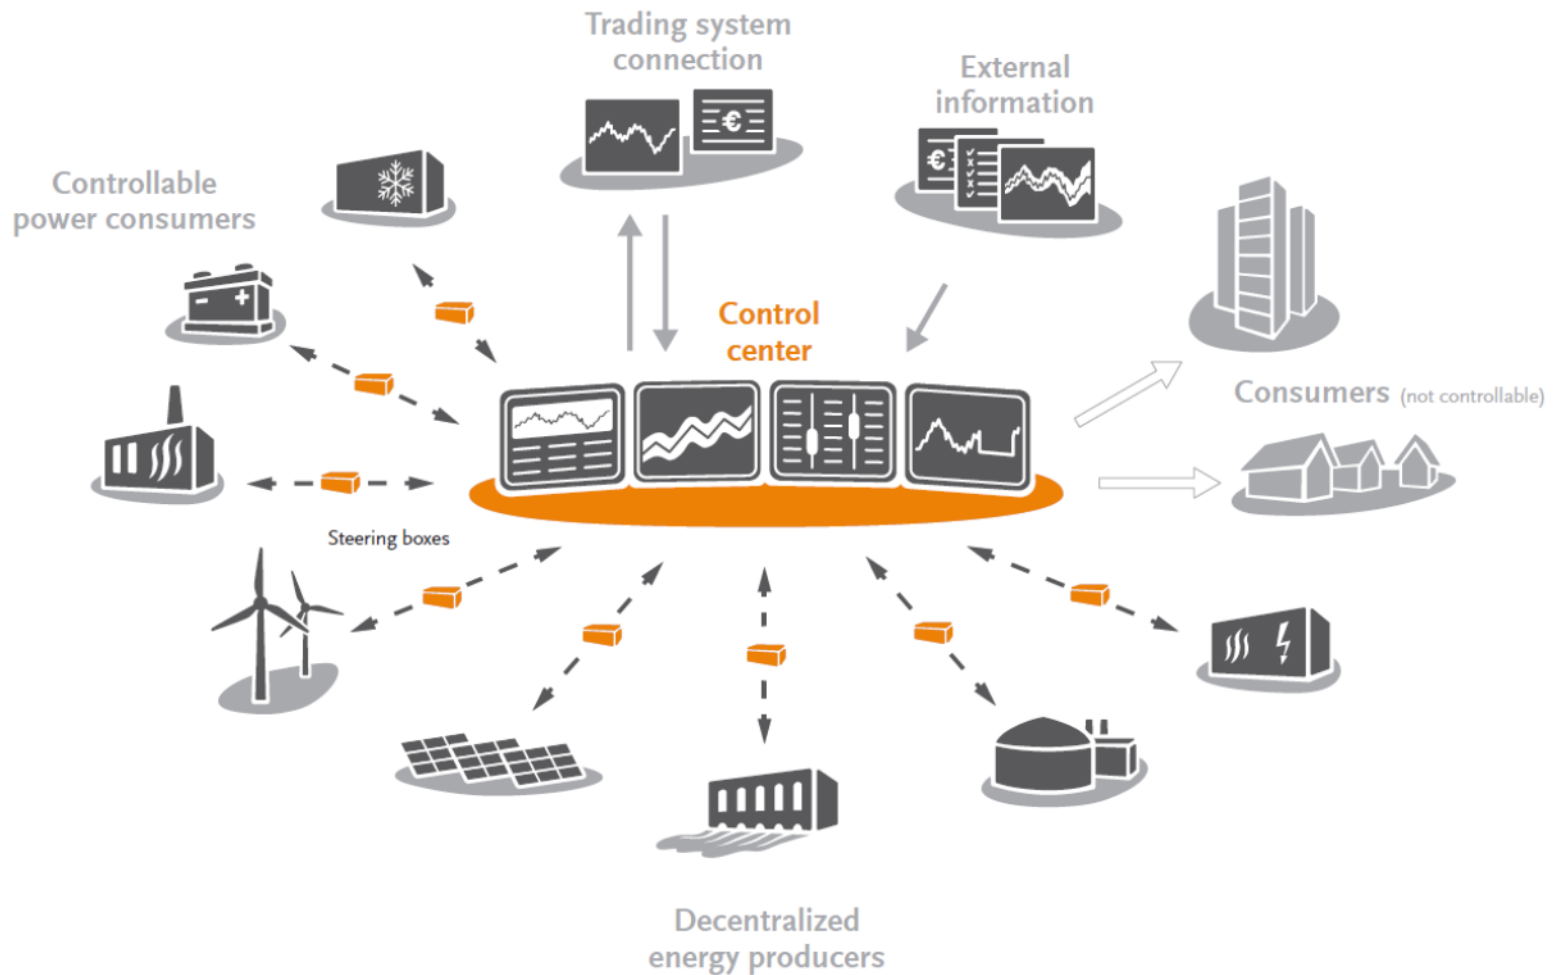 Trading system
connection
External
information
Controllable
power consumers
Control
center
Consumers (not controllable)
Steering boxes
Decentralized
energy producers